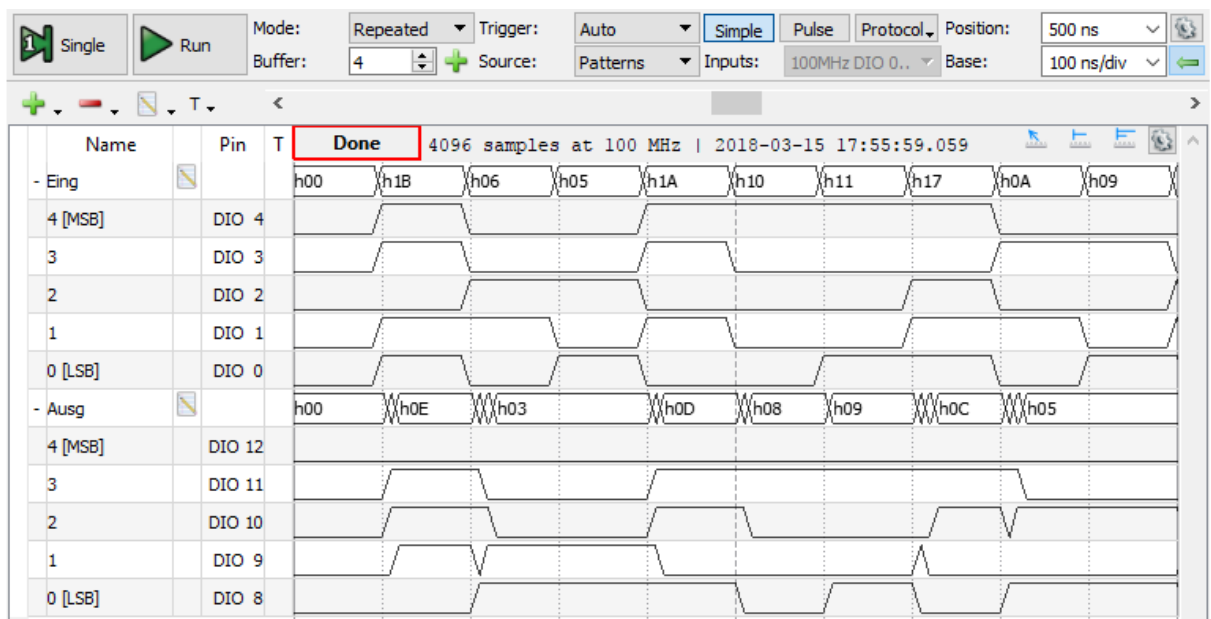 Single Run Mode: Repeated Trigger: Auto Simple Pulse Protocol Position: 500 ns
Buffer: 4 Source: Patterns Inputs: 100MHz DIO 0.. Base: 100 ns/div
T
Name Pin T Done 4096 samples at 100 MHz | 2018-03-15 17:55:59.059
- Eing h00 h1B h06 h05 h1A h10 h11 h17 h0A h09
4 [MSB] DIO 4
3 DIO 3
2 DIO 2
1 DIO 1
0 [LSB] DIO 0
- Ausg h00 h0E h03 h0D h08 h09 h0C h05
4 [MSB] DIO 12
3 DIO 11
2 DIO 10
1 DIO 9
0 [LSB] DIO 8